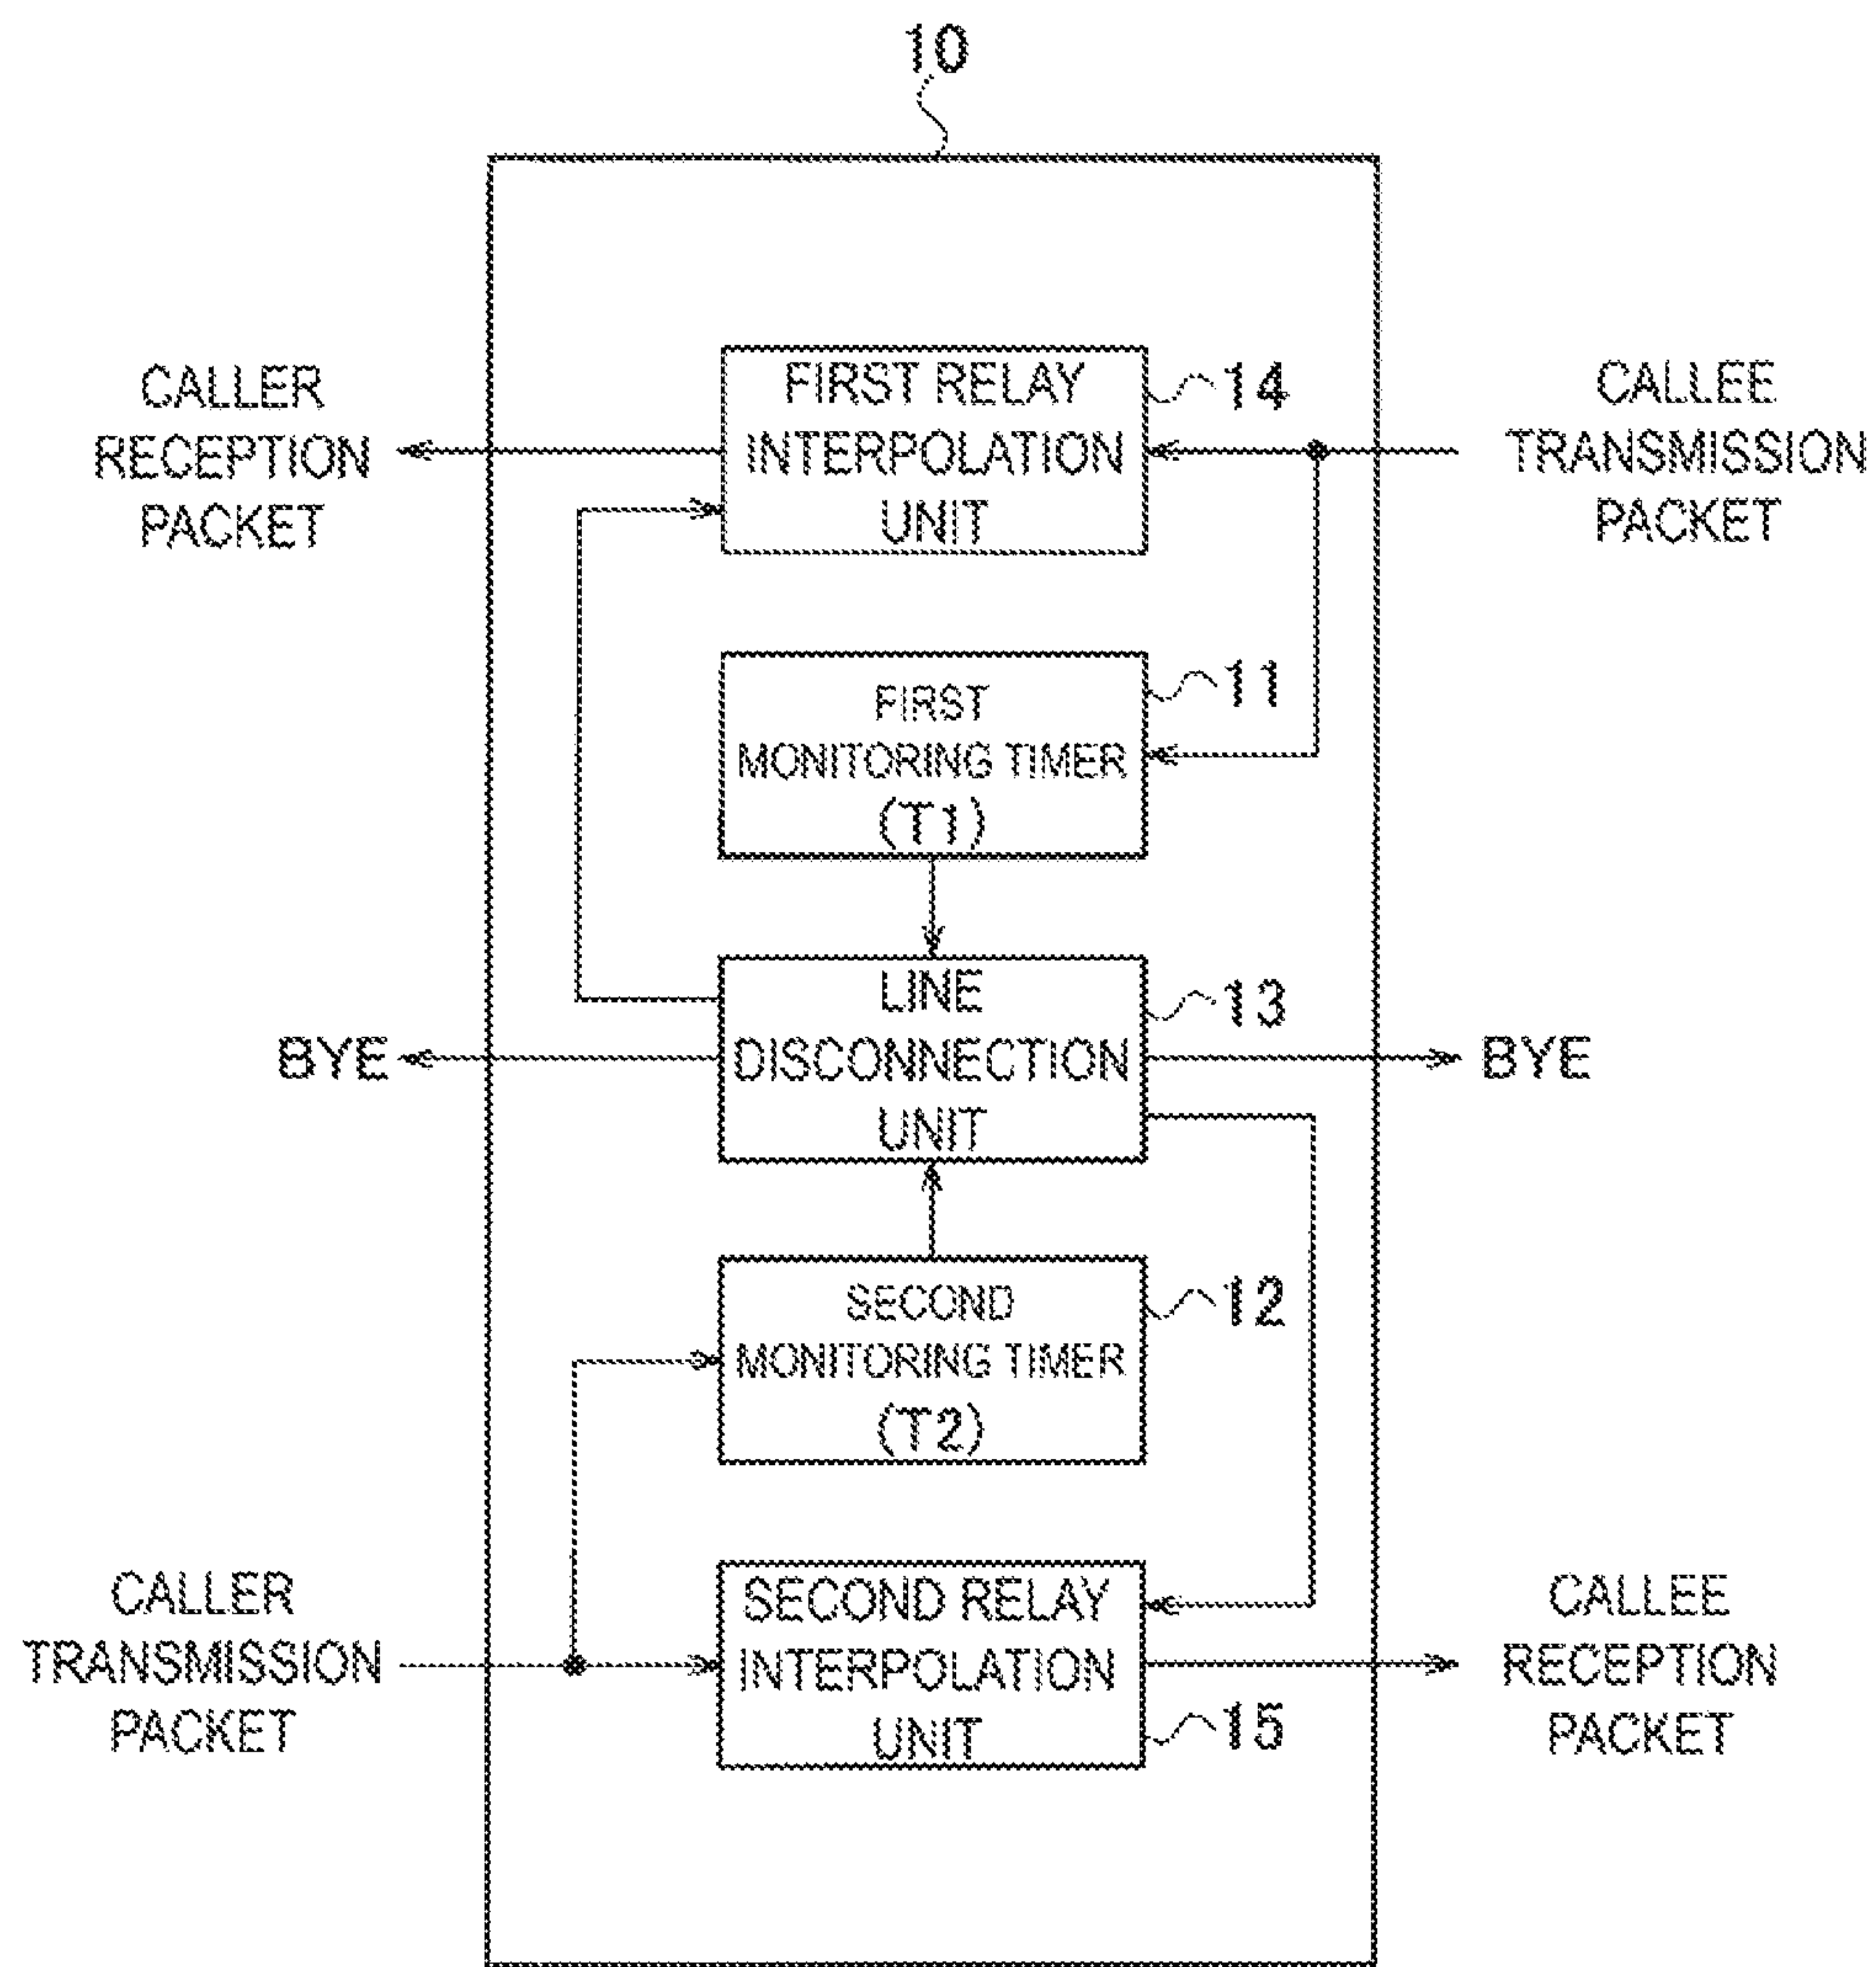 10
CALLER
RECEPTION
PACKET
FIRST RELAY
INTERPOLATION
UNIT
14
CALLEE
TRANSMISSION
PACKET
FIRST
MONITORING TIMER
(T1)
11
BYE
LINE
DISCONNECTION
UNIT
13
BYE
SECOND
MONITORING TIMER
(T2)
12
CALLER
TRANSMISSION
PACKET
SECOND RELAY
INTERPOLATION
UNIT
15
CALLEE
RECEPTION
PACKET